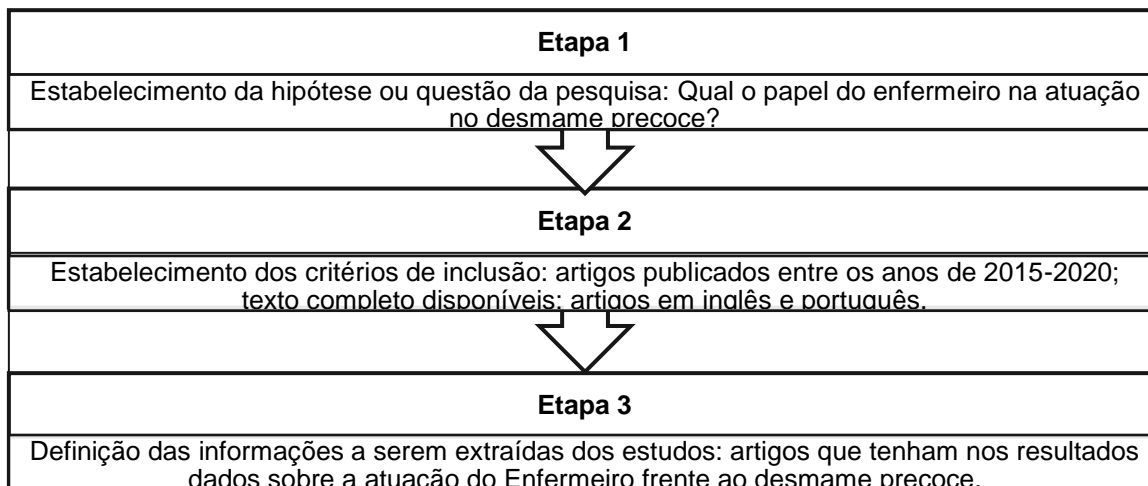 Etapa 1
Estabelecimento da hipótese ou questão da pesquisa: Qual o papel do enfermeiro na atuação
no desmame precoce?
Etapa 2
Estabelecimento dos critérios de inclusão: artigos publicados entre os anos de 2015-2020;
texto completo disponíveis; artigos em inglês e português.
Etapa 3
Definição das informações a serem extraídas dos estudos: artigos que tenham nos resultados
dados sobre a atuação do Enfermeiro frente ao desmame precoce.